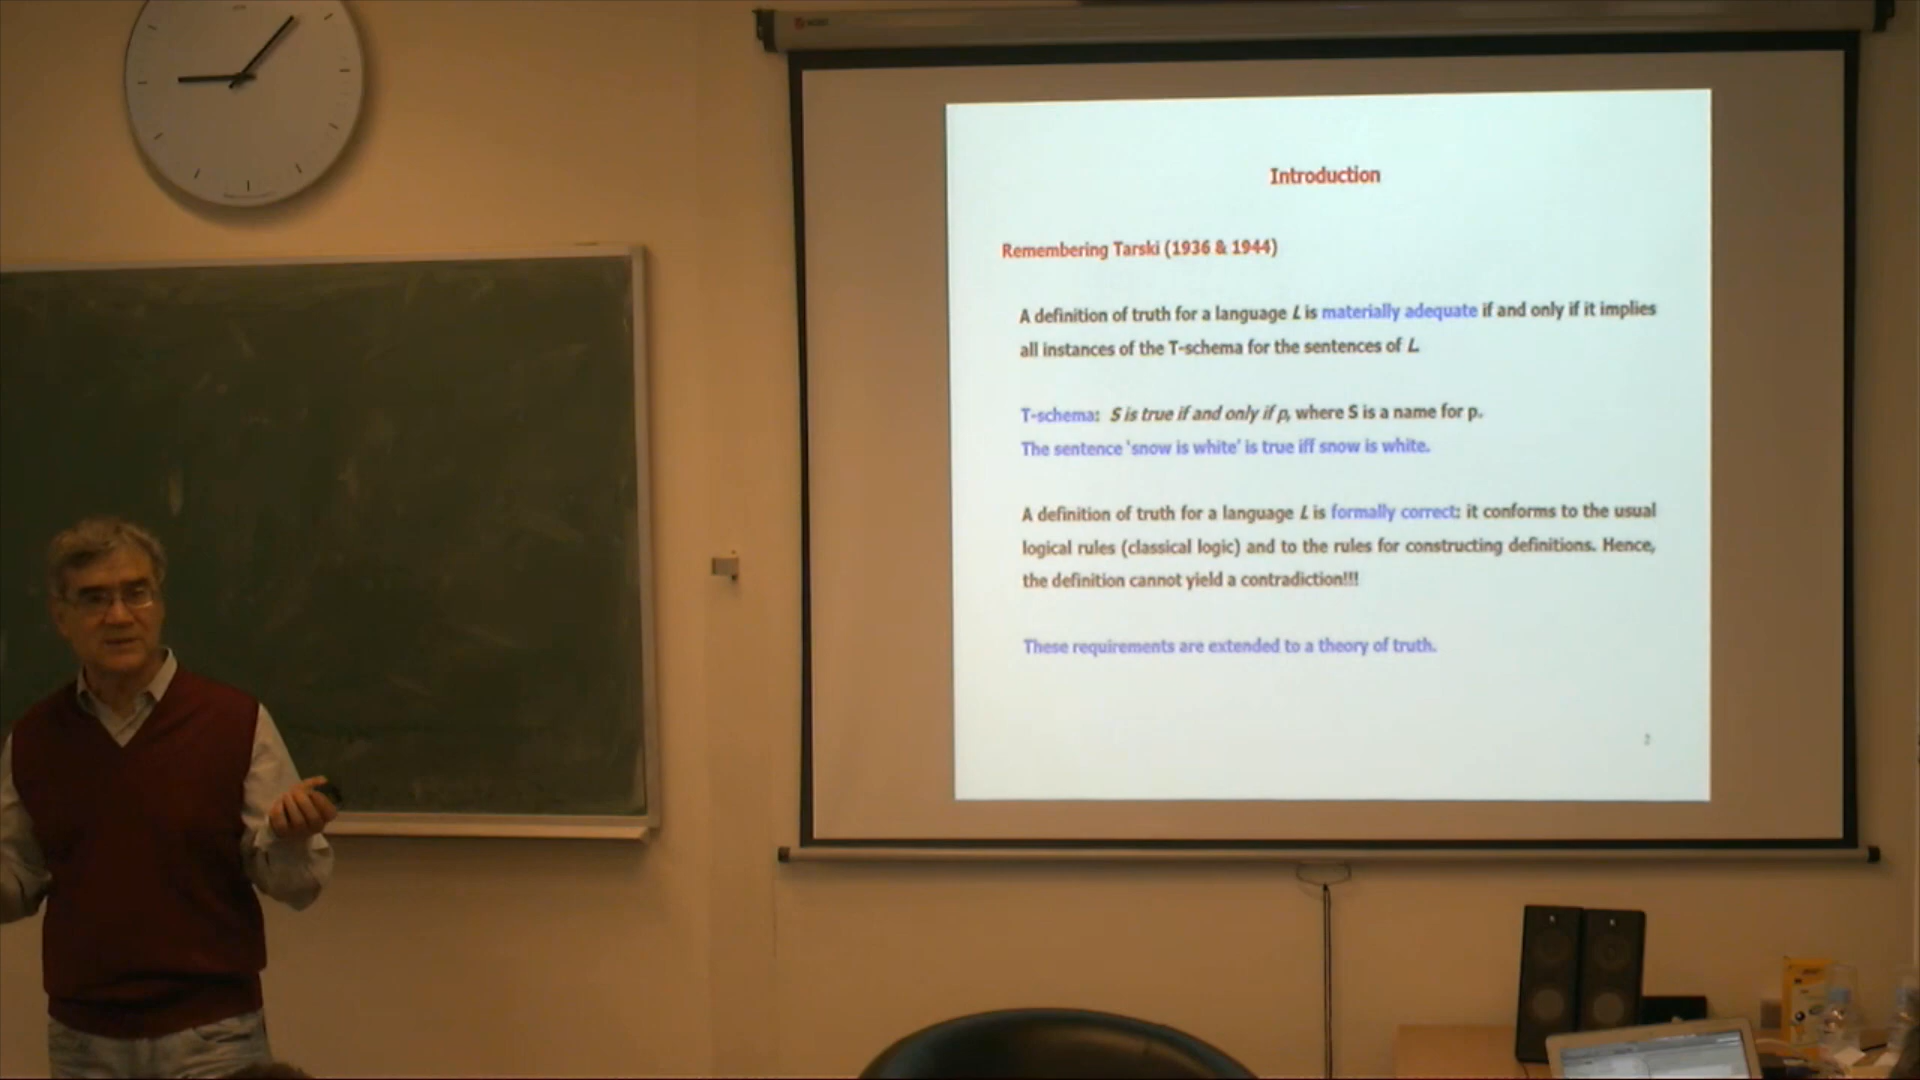 Introduction
Remembering Tarski (1936 & 1944)
A definition of truth for a language L is materially adequate if and only if it implies
all instances of the T-schema for the sentences of L.
T-schema: S is true if and only if p, where S is a name for p.
The sentence ‘snow is white’ is true iff snow is white.
A definition of truth for a language L is formally correct: it conforms to the usual
logical rules (classical logic) and to the rules for constructing definitions. Hence,
the definition cannot yield a contradiction!!!
These requirements are extended to a theory of truth.
2